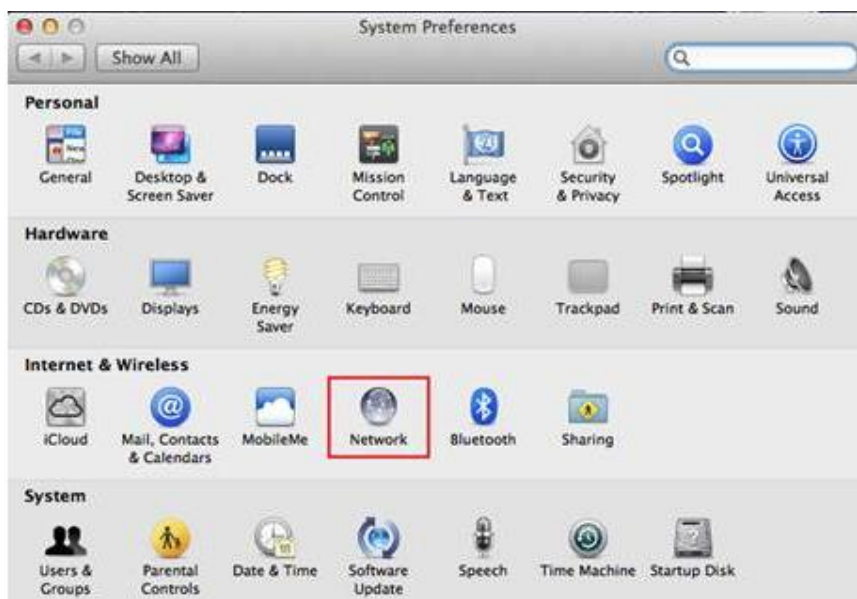 System Preferences
Show All
Personal
General
Desktop &
Screen Saver
Dock
Mission
Control
Language
& Text
Security
& Privacy
Spotlight
Universal
Access
Hardware
CDs & DVDs
Displays
Energy
Saver
Keyboard
Mouse
Trackpad
Print & Scan
Sound
Internet & Wireless
iCloud
Mail, Contacts
& Calendars
MobileMe
Network
Bluetooth
Sharing
System
Users &
Groups
Parental
Controls
Date & Time
Software
Update
Speech
Time Machine
Startup Disk